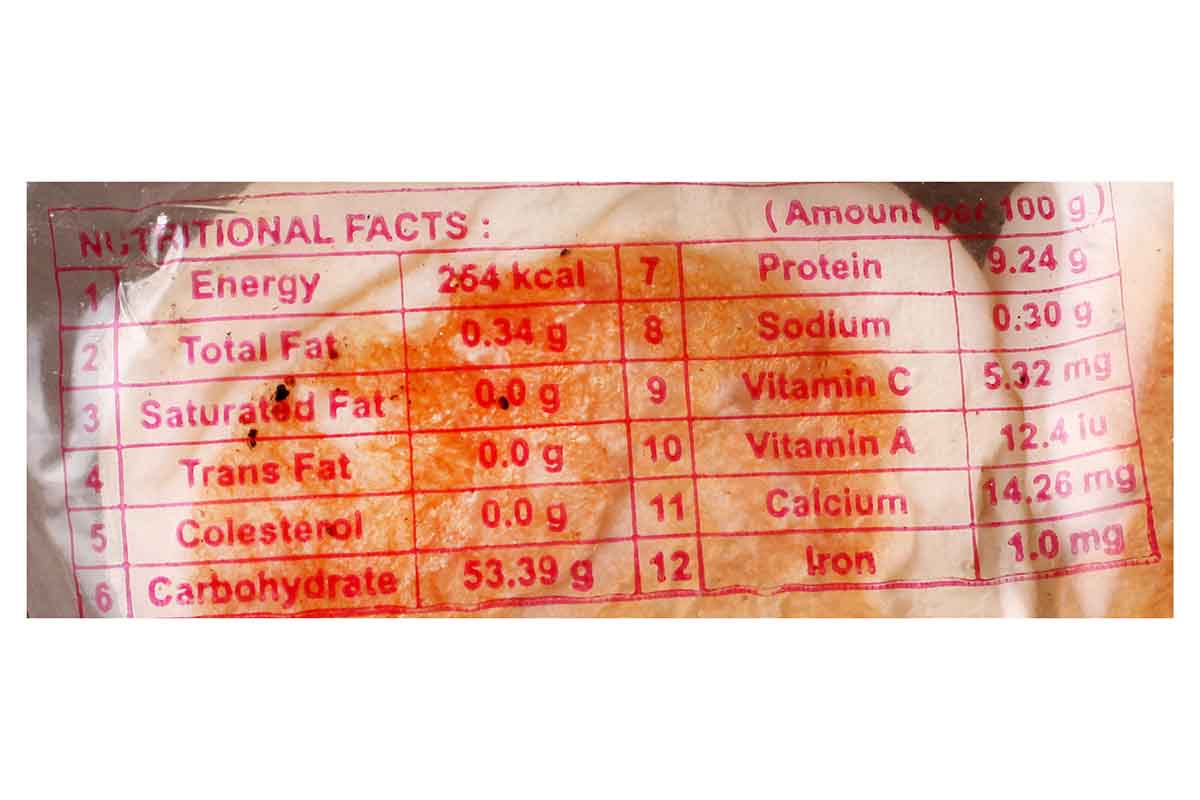 NUTRITIONAL FACTS : (Amount per 100 g)
1 Energy 254 kcal 7 Protein 9.24 g
2 Total Fat 0.34 g 8 Sodium 0.30 g
3 Saturated Fat 0.0 g 9 Vitamin C 5.32 mg
4 Trans Fat 0.0 g 10 Vitamin A 12.4 iu
5 Colesterol 0.0 g 11 Calcium 14.26 mg
6 Carbohydrate 53.39 g 12 Iron 1.0 mg